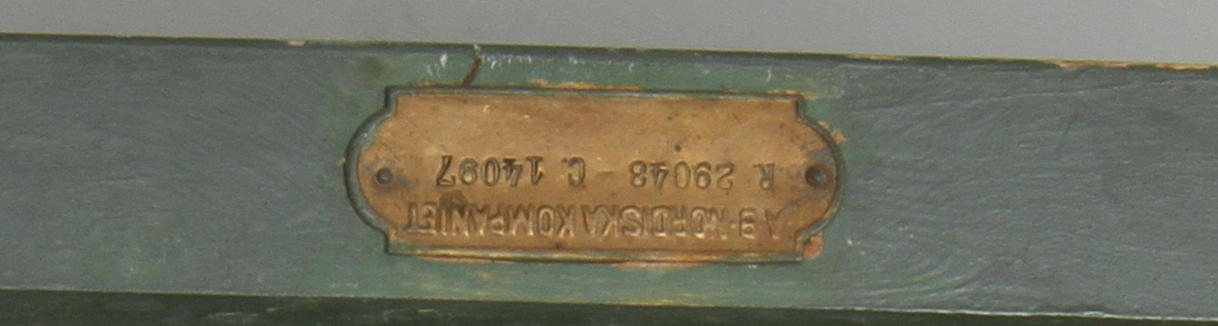 A.B. NORDISKA KOMPANIET
R. 29048 - C. 14097